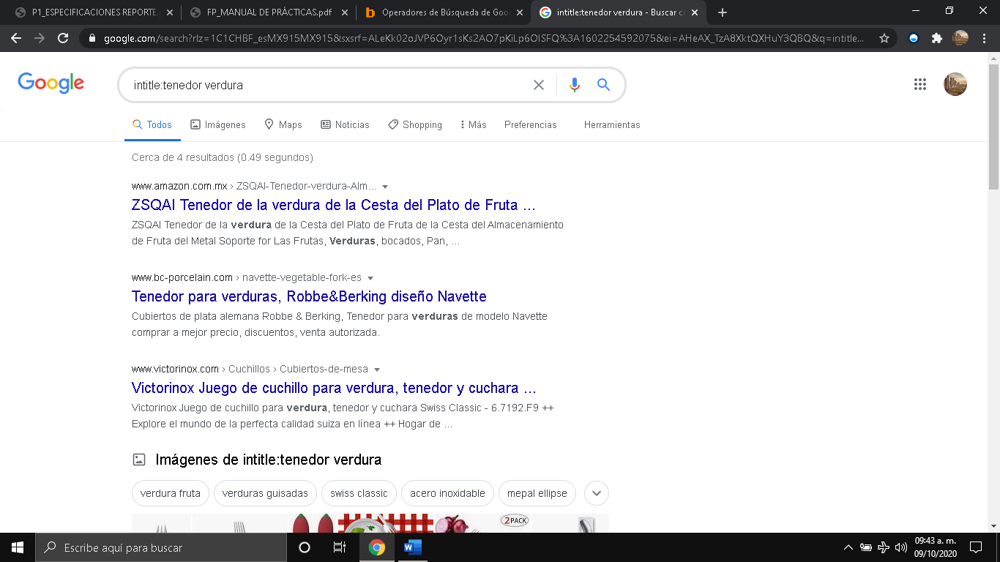 P1_ESPECIFICACIONES REPORTE.
FP_MANUAL DE PRÁCTICAS.pdf
Operadores de Búsqueda de Goo
intitle:tenedor verdura - Buscar c
google.com/search?rlz=1C1CHBF_esMX915MX915&sxsrf=ALeKk02oJVP6Oyr1sKs2AO7pKiLp6OISFQ%3A1602254592075&ei=AHeAX_TzA8XktQXHuY3QBQ&q=intitle...
Google
intitle:tenedor verdura
Todos Imágenes Maps Noticias Shopping Más Preferencias Herramientas
Cerca de 4 resultados (0.49 segundos)
www.amazon.com.mx › ZSQAI-Tenedor-verdura-Alm...
ZSQAI Tenedor de la verdura de la Cesta del Plato de Fruta ...
ZSQAI Tenedor de la verdura de la Cesta del Plato de Fruta de la Cesta del Almacenamiento
de Fruta del Metal Soporte for Las Frutas, Verduras, bocados, Pan, ...
www.bc-porcelain.com › navette-vegetable-fork-es
Tenedor para verduras, Robbe&Berking diseño Navette
Cubiertos de plata alemana Robbe & Berking, Tenedor para verduras de modelo Navette
comprar a mejor precio, discuentos, venta autorizada.
www.victorinox.com › Cuchillos › Cubiertos-de-mesa
Victorinox Juego de cuchillo para verdura, tenedor y cuchara ...
Victorinox Juego de cuchillo para verdura, tenedor y cuchara Swiss Classic - 6.7192.F9 ++
Explore el mundo de la perfecta calidad suiza en línea ++ Hogar de ...
Imágenes de intitle:tenedor verdura
verdura fruta verduras guisadas swiss classic acero inoxidable mepal ellipse
2 PACK
Escribe aquí para buscar
W
09:43 a. m.
09/10/2020